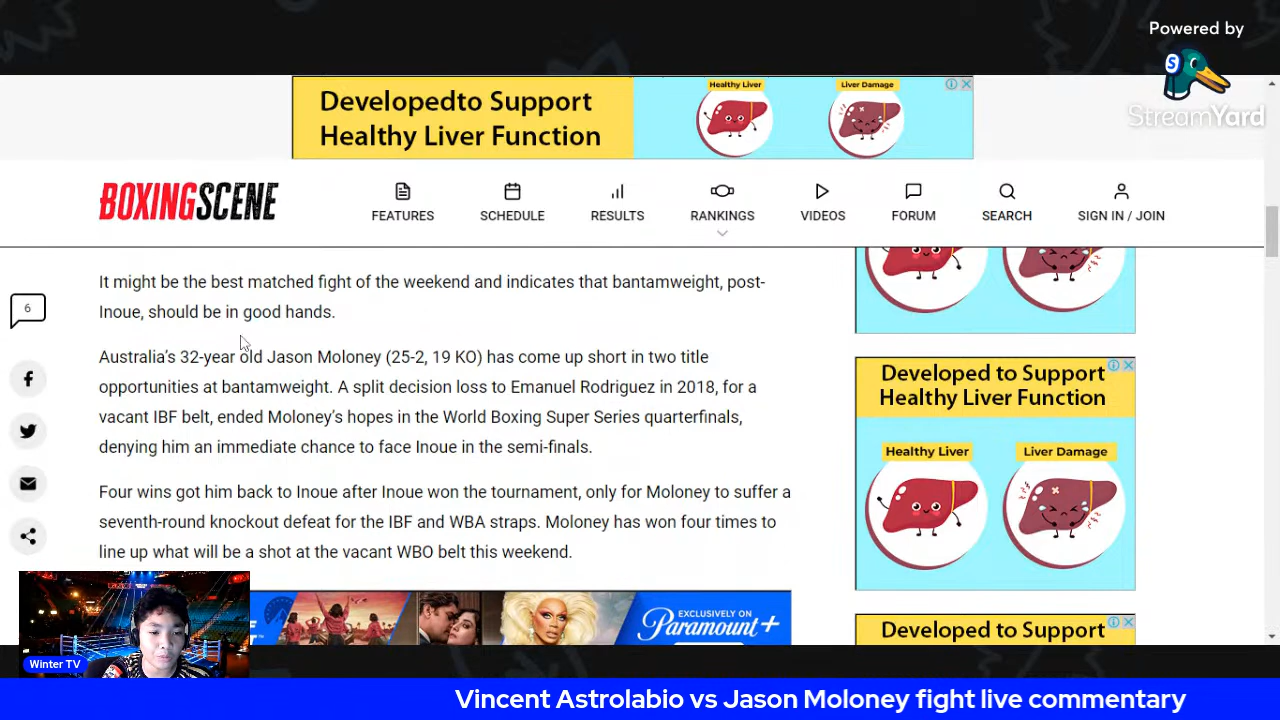 Powered by
StreamYard
Developedto Support
Healthy Liver Function
Healthy Liver
Liver Damage
BOXINGSCENE
FEATURES
SCHEDULE
RESULTS
RANKINGS
VIDEOS
FORUM
SEARCH
SIGN IN / JOIN
6
It might be the best matched fight of the weekend and indicates that bantamweight, post-
Inoue, should be in good hands.
Australia's 32-year old Jason Moloney (25-2, 19 KO) has come up short in two title
opportunities at bantamweight. A split decision loss to Emanuel Rodriguez in 2018, for a
vacant IBF belt, ended Moloney's hopes in the World Boxing Super Series quarterfinals,
denying him an immediate chance to face Inoue in the semi-finals.
Four wins got him back to Inoue after Inoue won the tournament, only for Moloney to suffer a
seventh-round knockout defeat for the IBF and WBA straps. Moloney has won four times to
line up what will be a shot at the vacant WBO belt this weekend.
Developed to Support
Healthy Liver Function
Healthy Liver
Liver Damage
Developed to Support
EXCLUSIVELY ON
Paramount+
Winter TV
Vincent Astrolabio vs Jason Moloney fight live commentary